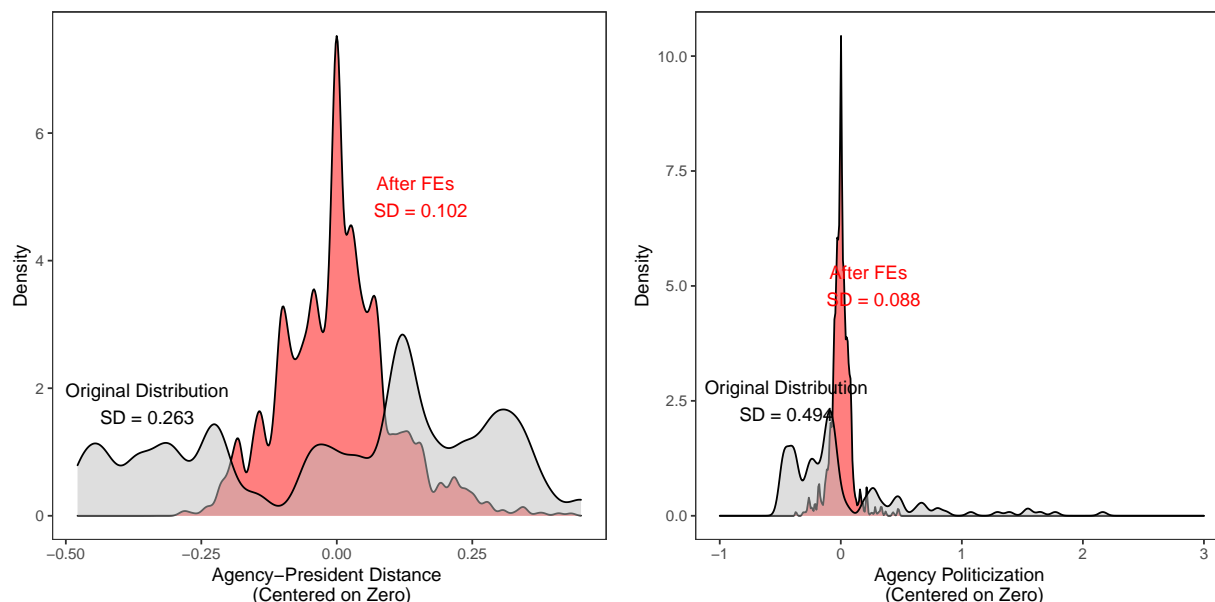 Density
6
4
2
0
After FEs
SD = 0.102
Original Distribution
SD = 0.263
−0.50
−0.25
0.00
0.25
Agency−President Distance
(Centered on Zero)
Density
10.0
7.5
5.0
2.5
0.0
After FEs
SD = 0.088
Original Distribution
SD = 0.494
−1
0
1
2
3
Agency Politicization
(Centered on Zero)